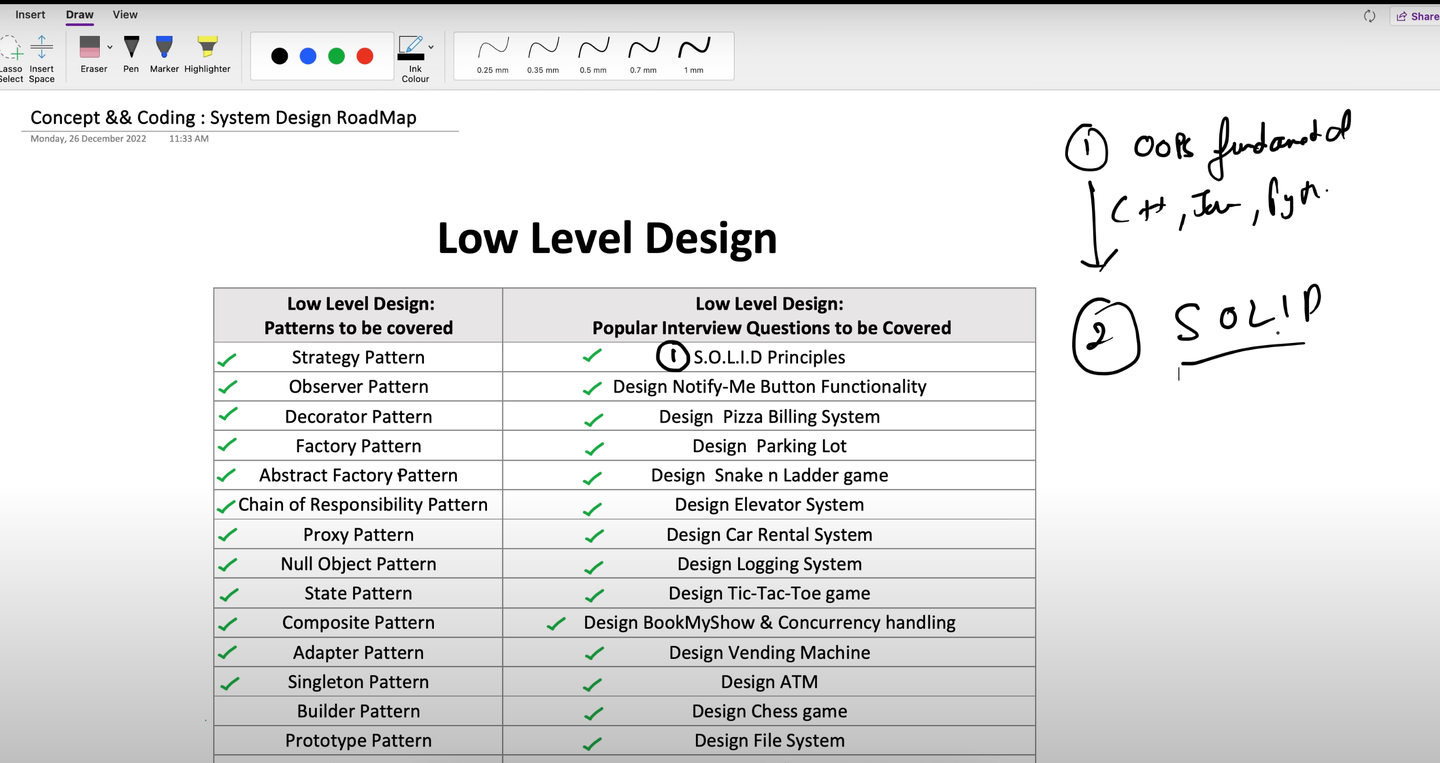 Insert Draw View
Share
Lasso Select
Insert Space
Eraser
Pen
Marker
Highlighter
Ink Colour
0.25 mm
0.35 mm
0.5 mm
0.7 mm
1 mm
Concept && Coding : System Design RoadMap
Monday, 26 December 2022 11:33 AM
Low Level Design
Low Level Design:
Patterns to be covered
Low Level Design:
Popular Interview Questions to be Covered
Strategy Pattern
1 S.O.L.I.D Principles
Observer Pattern
Design Notify-Me Button Functionality
Decorator Pattern
Design Pizza Billing System
Factory Pattern
Design Parking Lot
Abstract Factory Pattern
Design Snake n Ladder game
Chain of Responsibility Pattern
Design Elevator System
Proxy Pattern
Design Car Rental System
Null Object Pattern
Design Logging System
State Pattern
Design Tic-Tac-Toe game
Composite Pattern
Design BookMyShow & Concurrency handling
Adapter Pattern
Design Vending Machine
Singleton Pattern
Design ATM
Builder Pattern
Design Chess game
Prototype Pattern
Design File System
1 OOPs
C++,
2 SOLID